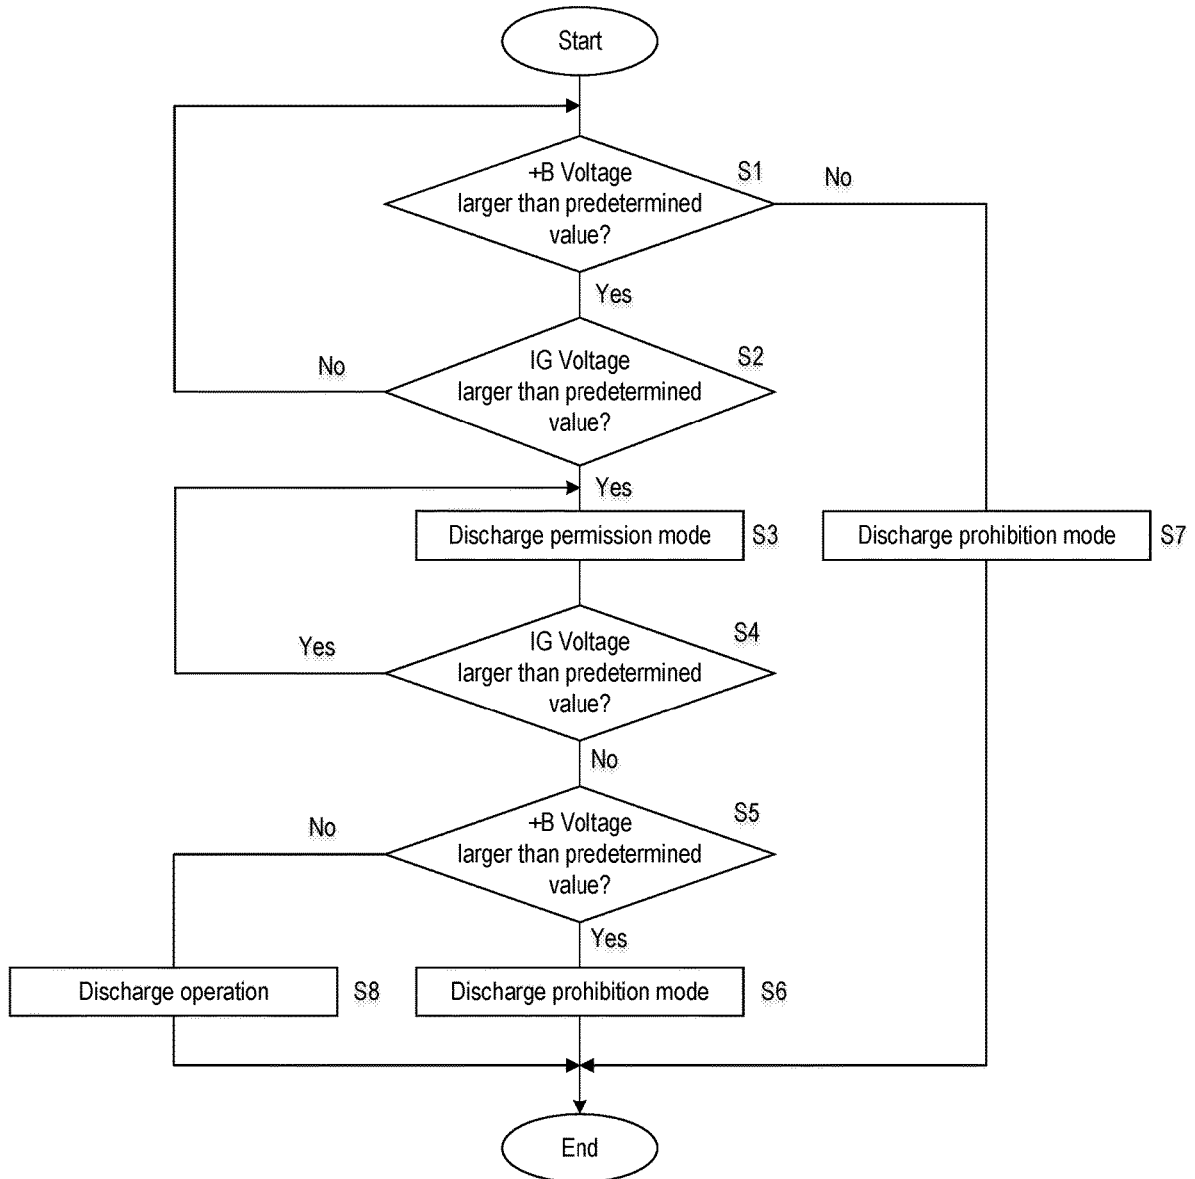 Start
+B Voltage
larger than predetermined
value?
S1
No
Yes
IG Voltage
larger than predetermined
value?
S2
No
Yes
Discharge permission mode
S3
Discharge prohibition mode
S7
IG Voltage
larger than predetermined
value?
S4
Yes
No
+B Voltage
larger than predetermined
value?
S5
No
Yes
Discharge operation
S8
Discharge prohibition mode
S6
End